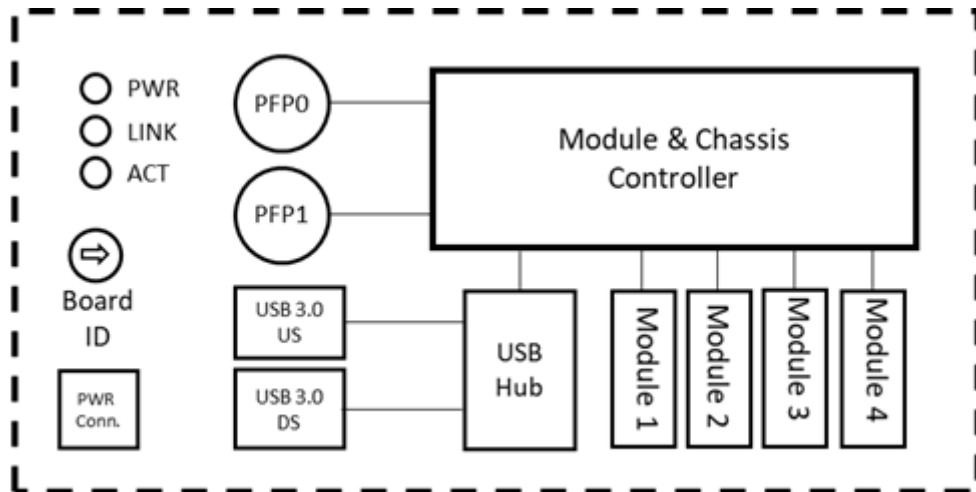 PWR
LINK
ACT
Board
ID
PWR
Conn.
PFP0
PFP1
USB 3.0
US
USB 3.0
DS
Module & Chassis
Controller
USB
Hub
Module 1
Module 2
Module 3
Module 4